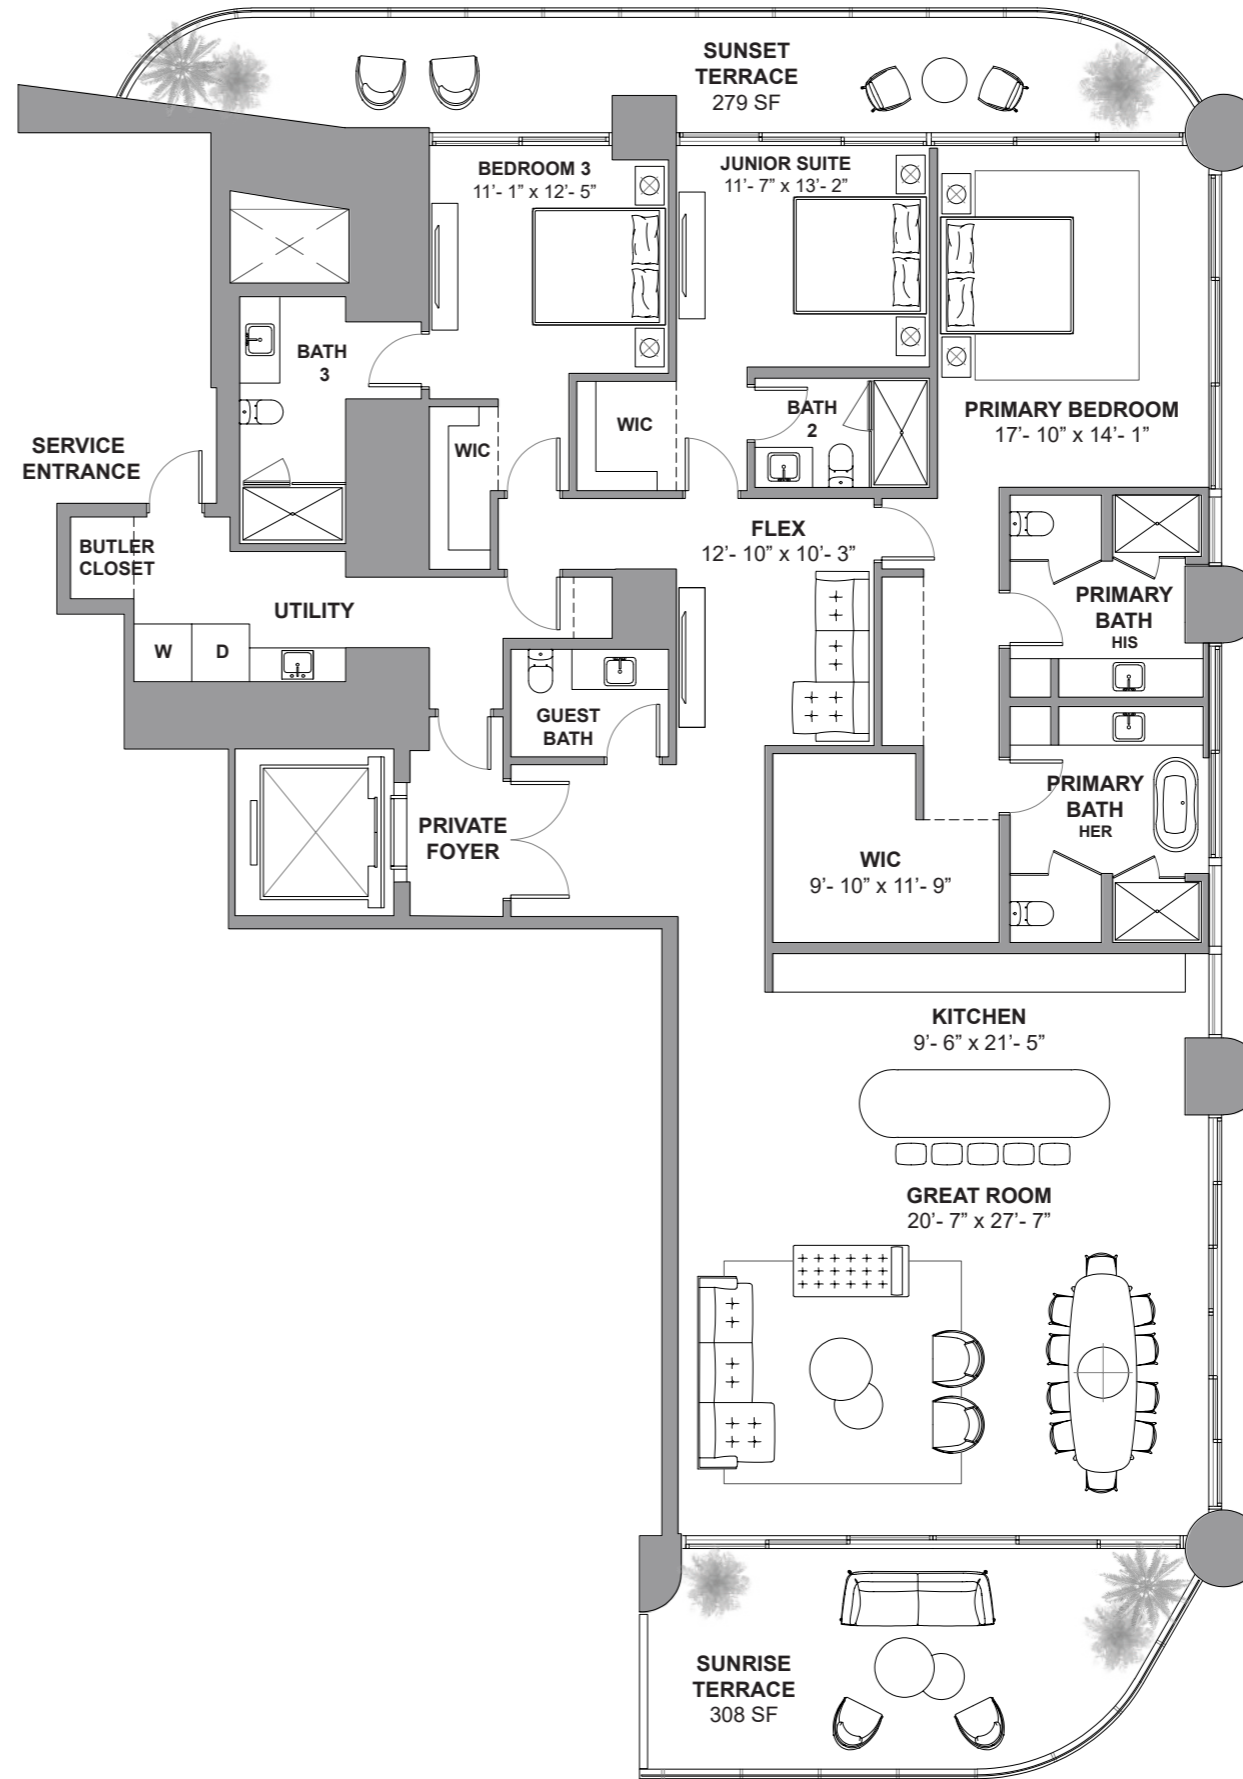 SUNSET
TERRACE
279 SF
BEDROOM 3
11’- 1” x 12’- 5”
JUNIOR SUITE
11’- 7” x 13’- 2”
BATH
3
WIC
WIC
BATH
2
PRIMARY BEDROOM
17’- 10” x 14’- 1”
SERVICE
ENTRANCE
BUTLER
CLOSET
FLEX
12’- 10” x 10’- 3”
UTILITY
W
D
PRIMARY
BATH
HIS
GUEST
BATH
PRIMARY
BATH
HER
PRIVATE
FOYER
WIC
9’- 10” x 11’- 9”
KITCHEN
9’- 6” x 21’- 5”
GREAT ROOM
20’- 7” x 27’- 7”
SUNRISE
TERRACE
308 SF